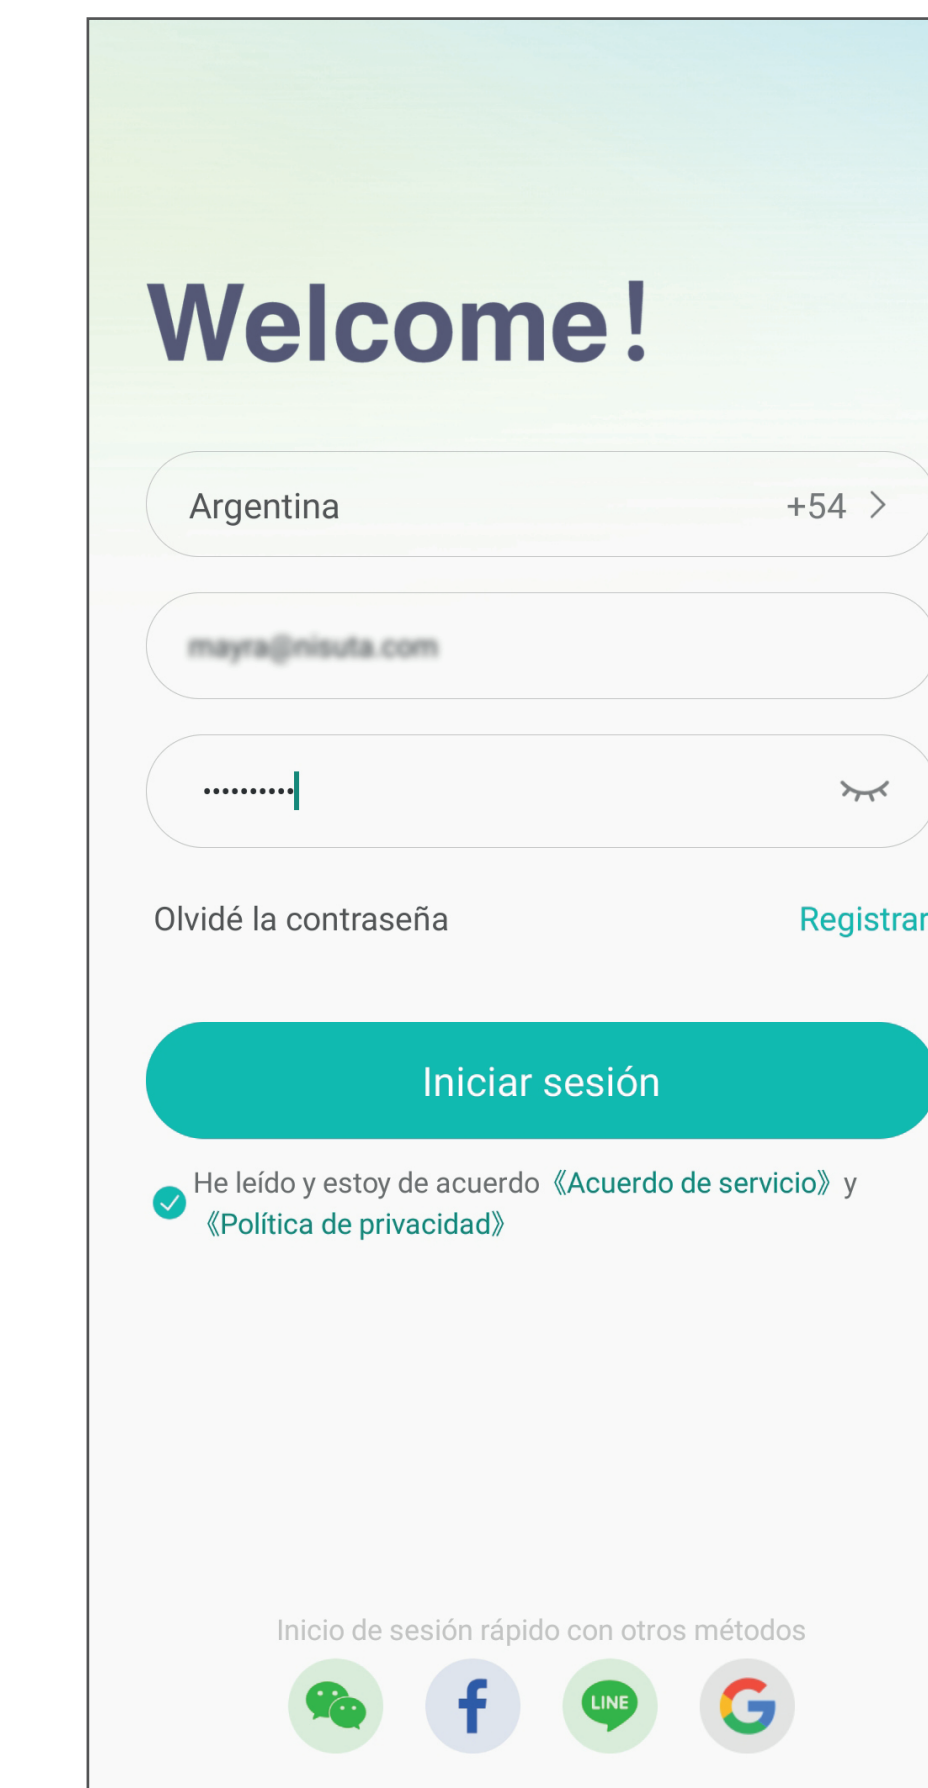 Welcome!
Argentina +54
••••••••••
Olvidé la contraseña Registrar
Iniciar sesión
He leído y estoy de acuerdo 《Acuerdo de servicio》 y
《Política de privacidad》
Inicio de sesión rápido con otros métodos
LINE